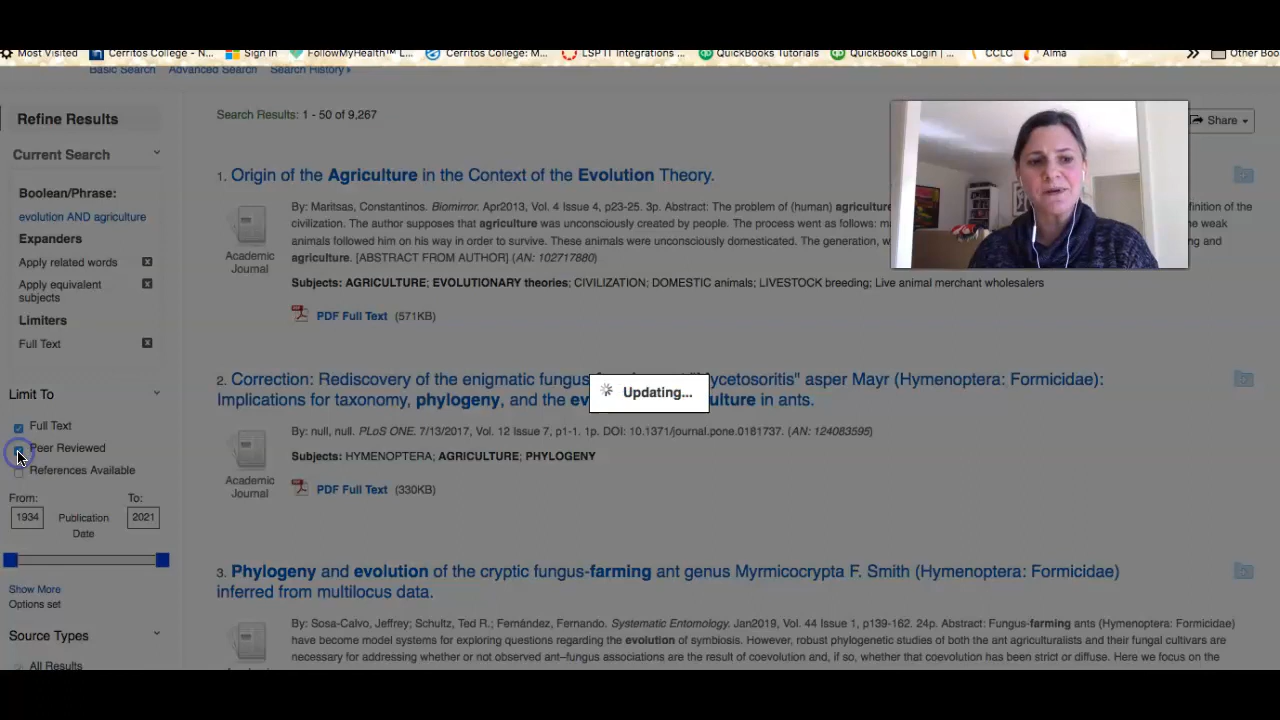 Most Visited Cerritos College - N... Sign In FollowMyHealth™ L... Cerritos College: M... LSPTI Integrations ... QuickBooks Tutorials QuickBooks Login | ... CCLC Alma Other Boo
Basic Search Advanced Search Search History
Refine Results
Current Search
Boolean/Phrase:
evolution AND agriculture
Expanders
Apply related words
Apply equivalent
subjects
Limiters
Full Text
Limit To
Full Text
Peer Reviewed
References Available
From: To:
1934 Publication 2021
Date
Show More
Options set
Source Types
All Results
Search Results: 1 - 50 of 9,267
Share
1. Origin of the Agriculture in the Context of the Evolution Theory.
By: Maritsas, Constantinos. Biomirror. Apr2013, Vol. 4 Issue 4, p23-25. 3p. Abstract: The problem of (human) agriculture finition of the
civilization. The author supposes that agriculture was unconsciously created by people. The process went as follows: the weak
animals followed him on his way in order to survive. These animals were unconsciously domesticated. The generation, ng and
agriculture. [ABSTRACT FROM AUTHOR] (AN: 102717880)
Academic
Journal
Subjects: AGRICULTURE; EVOLUTIONARY theories; CIVILIZATION; DOMESTIC animals; LIVESTOCK breeding; Live animal merchant wholesalers
PDF Full Text (571KB)
Updating...
2. Correction: Rediscovery of the enigmatic fungus asper Mayr (Hymenoptera: Formicidae):
Implications for taxonomy, phylogeny, and the in ants.
By: null, null. PLoS ONE. 7/13/2017, Vol. 12 Issue 7, p1-1. 1p. DOI: 10.1371/journal.pone.0181737. (AN: 124083595)
Subjects: HYMENOPTERA; AGRICULTURE; PHYLOGENY
Academic
Journal
PDF Full Text (330KB)
3. Phylogeny and evolution of the cryptic fungus-farming ant genus Myrmicocrypta F. Smith (Hymenoptera: Formicidae)
inferred from multilocus data.
By: Sosa-Calvo, Jeffrey; Schultz, Ted R.; Fernández, Fernando. Systematic Entomology. Jan2019, Vol. 44 Issue 1, p139-162. 24p. Abstract: Fungus-farming ants (Hymenoptera: Formicidae)
have become model systems for exploring questions regarding the evolution of symbiosis. However, robust phylogenetic studies of both the ant agriculturalists and their fungal cultivars are
necessary for addressing whether or not observed ant–fungus associations are the result of coevolution and, if so, whether that coevolution has been strict or diffuse. Here we focus on the